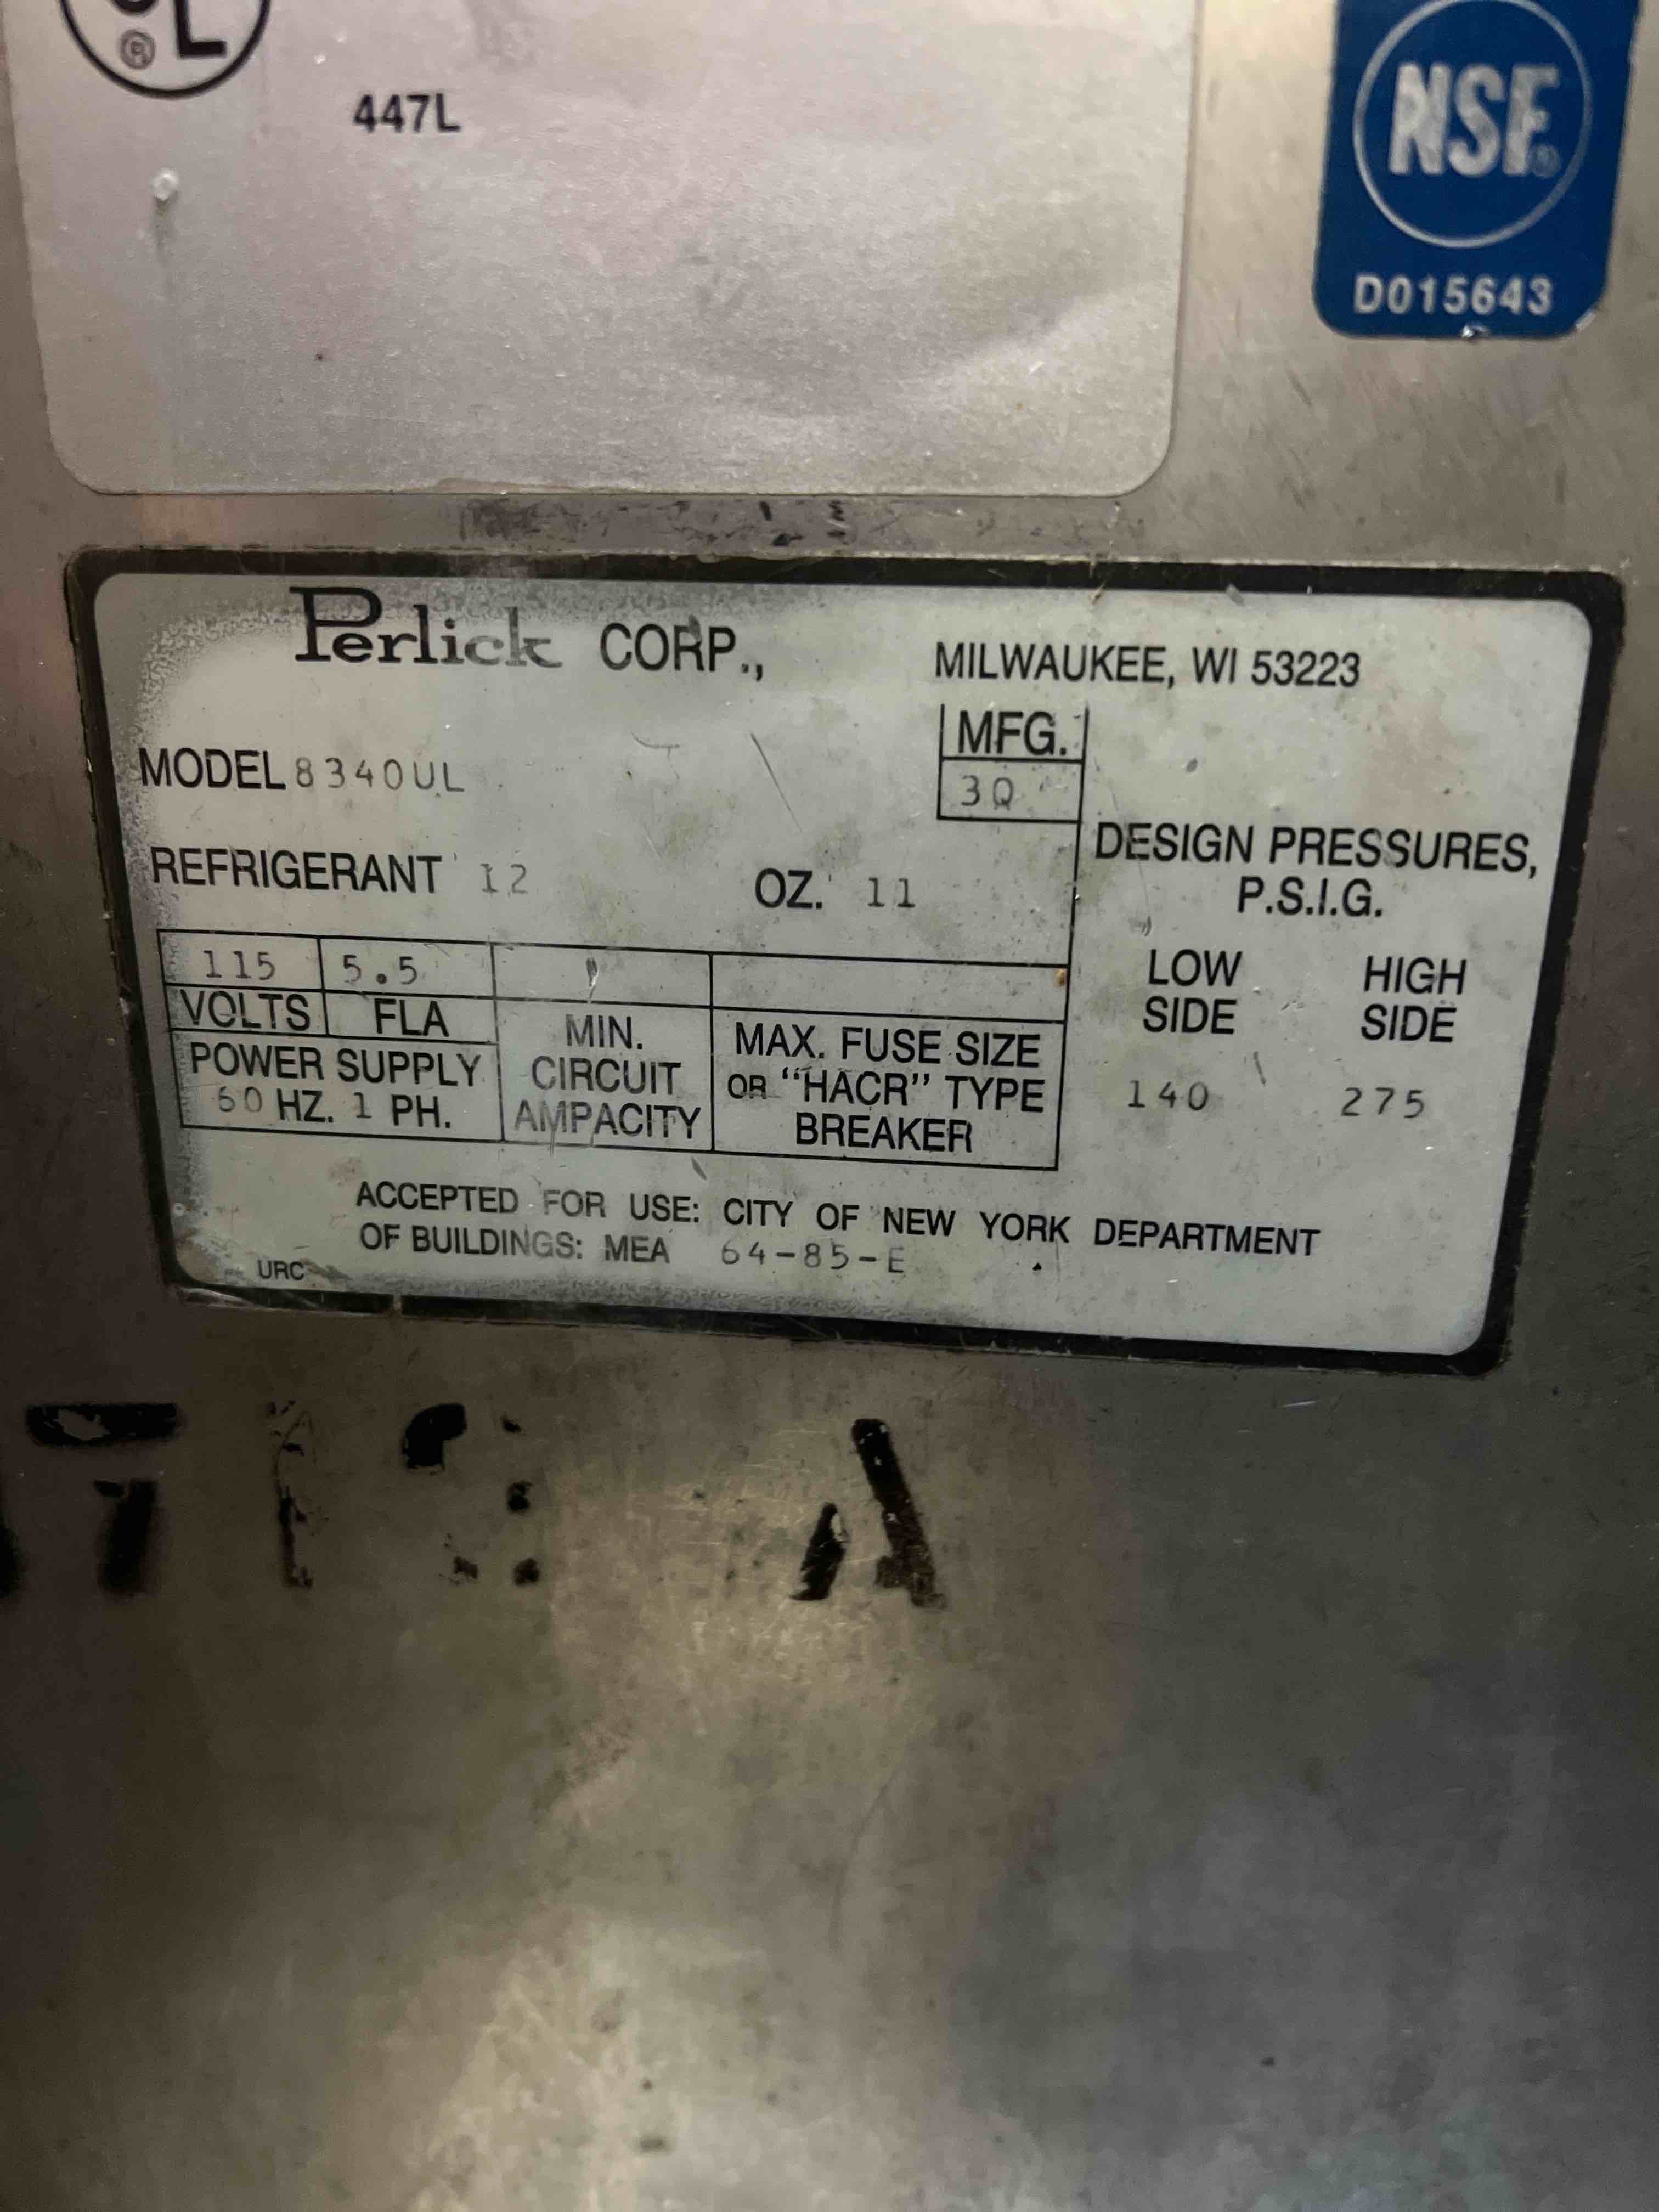 UL
®
447L
NSF®
D015643
Perlick CORP., MILWAUKEE, WI 53223
MFG.
MODEL 8340UL
3Q
DESIGN PRESSURES,
P.S.I.G.
REFRIGERANT 12 OZ. 11
LOW SIDE
HIGH SIDE
140 275
115 5.5
VOLTS FLA
POWER SUPPLY
60 HZ. 1 PH.
MIN.
CIRCUIT
AMPACITY
MAX. FUSE SIZE
OR "HACR" TYPE
BREAKER
ACCEPTED FOR USE: CITY OF NEW YORK DEPARTMENT
OF BUILDINGS: MEA 64-85-E
URC